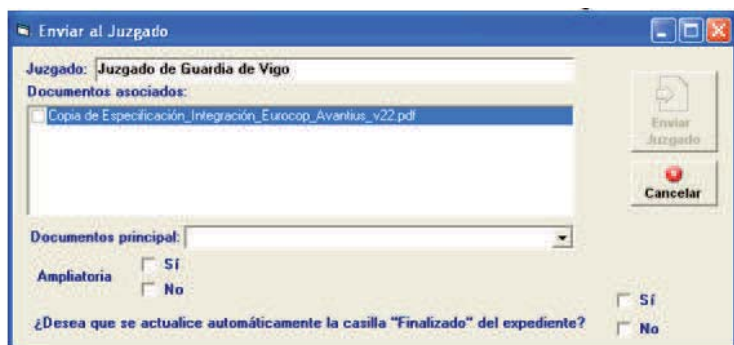 Enviar al Juzgado
Juzgado: Juzgado de Guardia de Vigo
Documentos asociados:
Copia de Especificación_Integración_Eurocop_Avantius_v22.pdf
Enviar
Juzgado
Cancelar
Documentos principal:
Ampliatoria
Sí
No
¿Desea que se actualice automáticamente la casilla "Finalizado" del expediente?
Sí
No